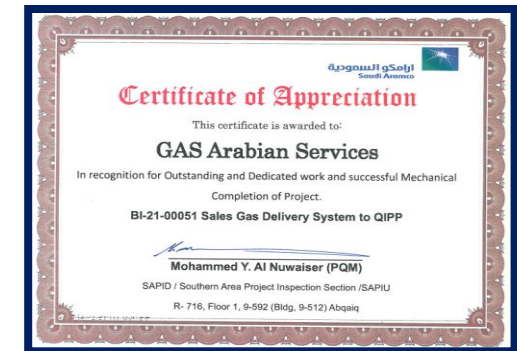 ارامكو السعودية
Saudi Aramco
Certificate of Appreciation
This certificate is awarded to:
GAS Arabian Services
In recognition for Outstanding and Dedicated work and successful Mechanical
Completion of Project.
BI-21-00051 Sales Gas Delivery System to QIPP
Mohammed Y. Al Nuwaiser (PQM)
SAPID / Southern Area Project Inspection Section /SAPIU
R- 716, Floor 1, 9-592 (Bldg, 9-512) Abqaiq